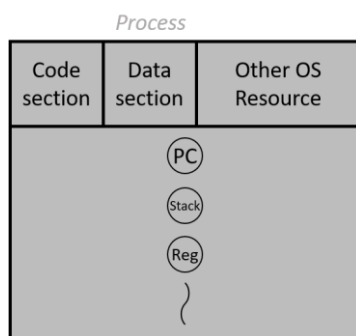 Process
Code section
Data section
Other OS Resource
PC
Stack
Reg